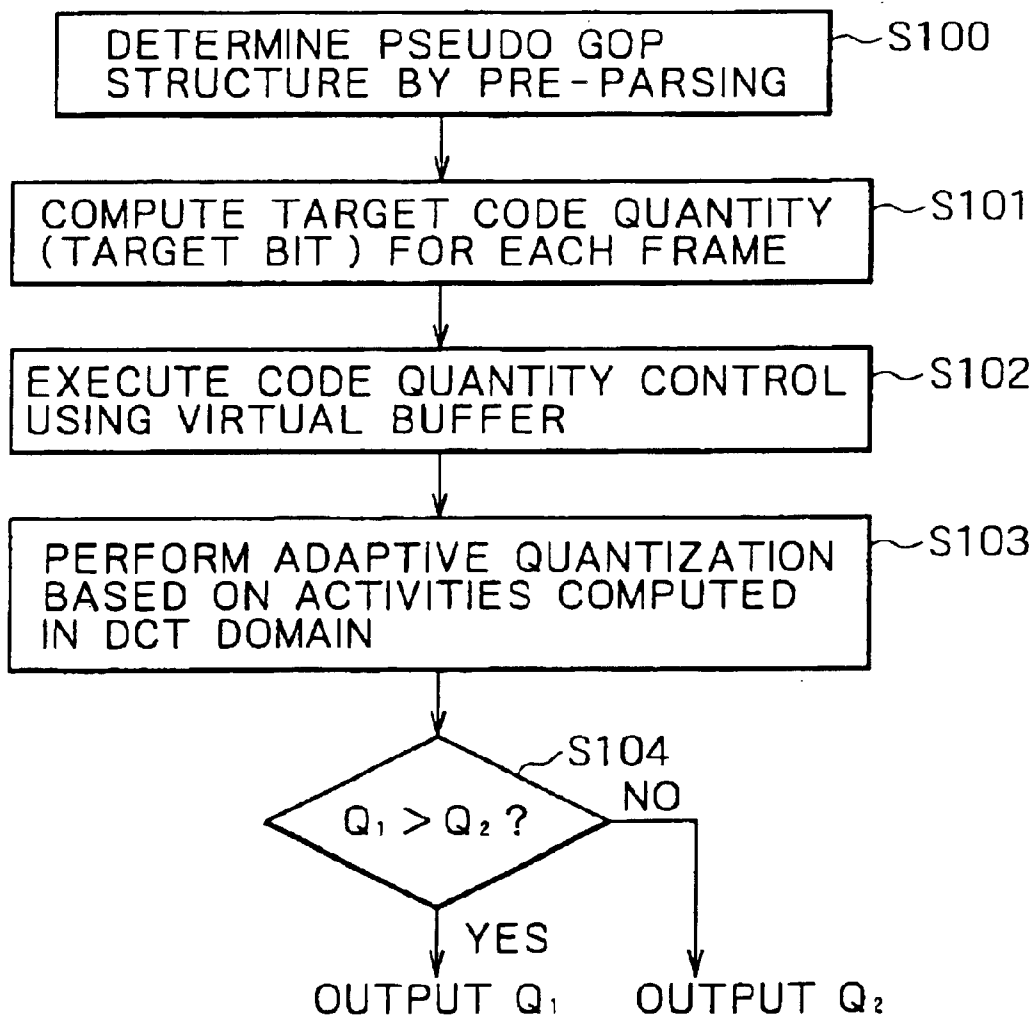 DETERMINE PSEUDO GOP
STRUCTURE BY PRE-PARSING
S100
COMPUTE TARGET CODE QUANTITY
(TARGET BIT) FOR EACH FRAME
S101
EXECUTE CODE QUANTITY CONTROL
USING VIRTUAL BUFFER
S102
PERFORM ADAPTIVE QUANTIZATION
BASED ON ACTIVITIES COMPUTED
IN DCT DOMAIN
S103
S104
Q₁ > Q₂ ?
NO
YES
OUTPUT Q₁
OUTPUT Q₂